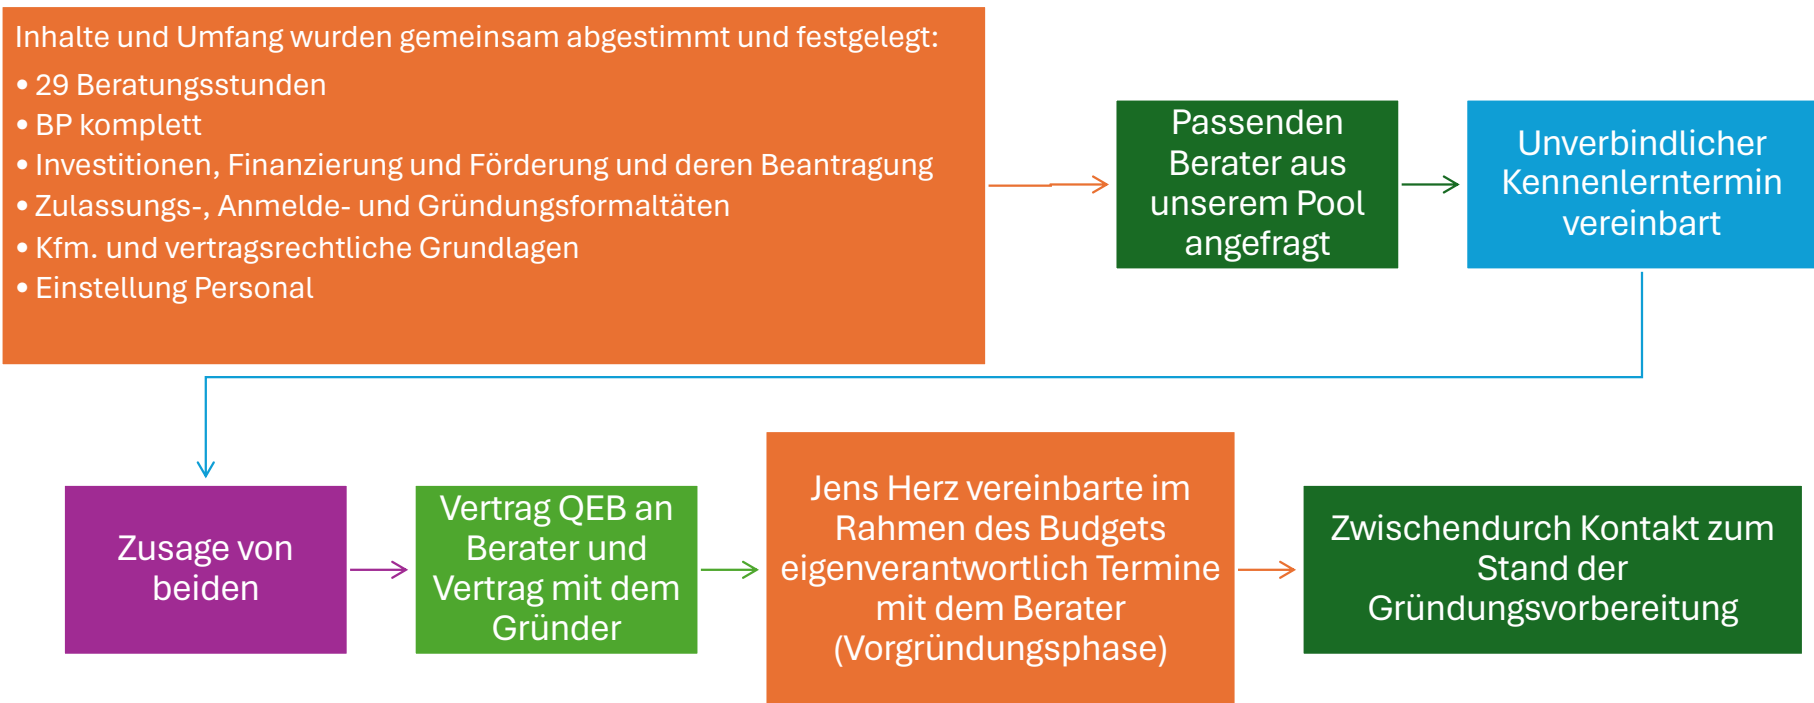 Inhalte und Umfang wurden gemeinsam abgestimmt und festgelegt:
• 29 Beratungsstunden
• BP komplett
• Investitionen, Finanzierung und Förderung und deren Beantragung
• Zulassungs-, Anmelde- und Gründungsformaltäten
• Kfm. und vertragsrechtliche Grundlagen
• Einstellung Personal
Passenden
Berater aus
unserem Pool
angefragt
Unverbindlicher
Kennenlerntermin
vereinbart
Zusage von
beiden
Vertrag QEB an
Berater und
Vertrag mit dem
Gründer
Jens Herz vereinbarte im
Rahmen des Budgets
eigenverantwortlich Termine
mit dem Berater
(Vorgründungsphase)
Zwischendurch Kontakt zum
Stand der
Gründungsvorbereitung